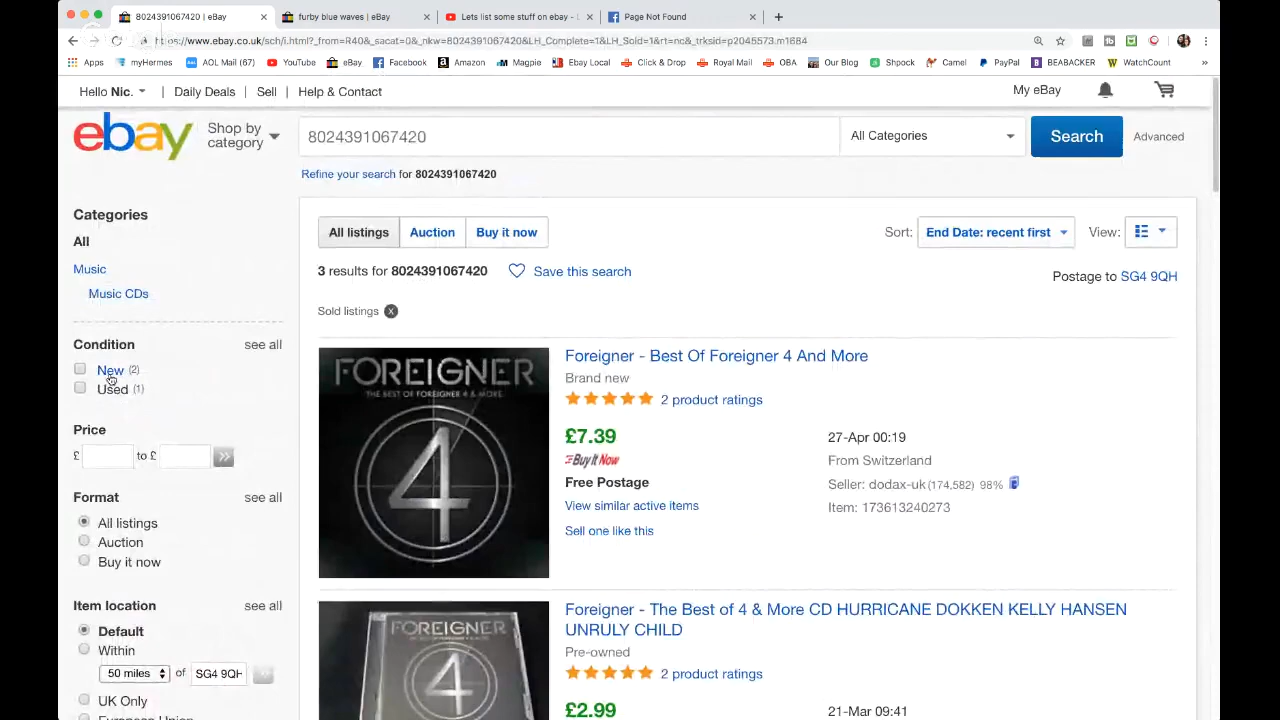 8024391067420 | eBay
furby blue waves | eBay
Lets list some stuff on ebay - L
Page Not Found
https://www.ebay.co.uk/sch/i.html?_from=R40&_sacat=0&_nkw=8024391067420&LH_Complete=1&LH_Sold=1&rt=nc&_trksid=p2045573.m1684
Apps myHermes AOL Mail (67) YouTube eBay Facebook Amazon Magpie Ebay Local Click & Drop Royal Mail OBA Our Blog Shpock Camel PayPal BEABACKER WatchCount »
Hello Nic. | Daily Deals | Sell | Help & Contact My eBay
ebay
Shop by
category
8024391067420
All Categories
Search
Advanced
Refine your search for 8024391067420
Categories
All
Music
Music CDs
Condition see all
New (2)
Used (1)
Price
£ to £ »
Format see all
All listings
Auction
Buy it now
Item location see all
Default
Within
50 miles of SG4 9QH
UK Only
European Union
All listings Auction Buy it now
Sort: End Date: recent first View:
3 results for 8024391067420 Save this search
Postage to SG4 9QH
Sold listings x
FOREIGNER
THE BEST OF FOREIGNER 4 & MORE
4
Foreigner - Best Of Foreigner 4 And More
Brand new
2 product ratings
£7.39
Buy It Now
Free Postage
View similar active items
Sell one like this
27-Apr 00:19
From Switzerland
Seller: dodax-uk (174,582) 98%
Item: 173613240273
FOREIGNER
4
Foreigner - The Best of 4 & More CD HURRICANE DOKKEN KELLY HANSEN
UNRULY CHILD
Pre-owned
2 product ratings
£2.99
21-Mar 09:41